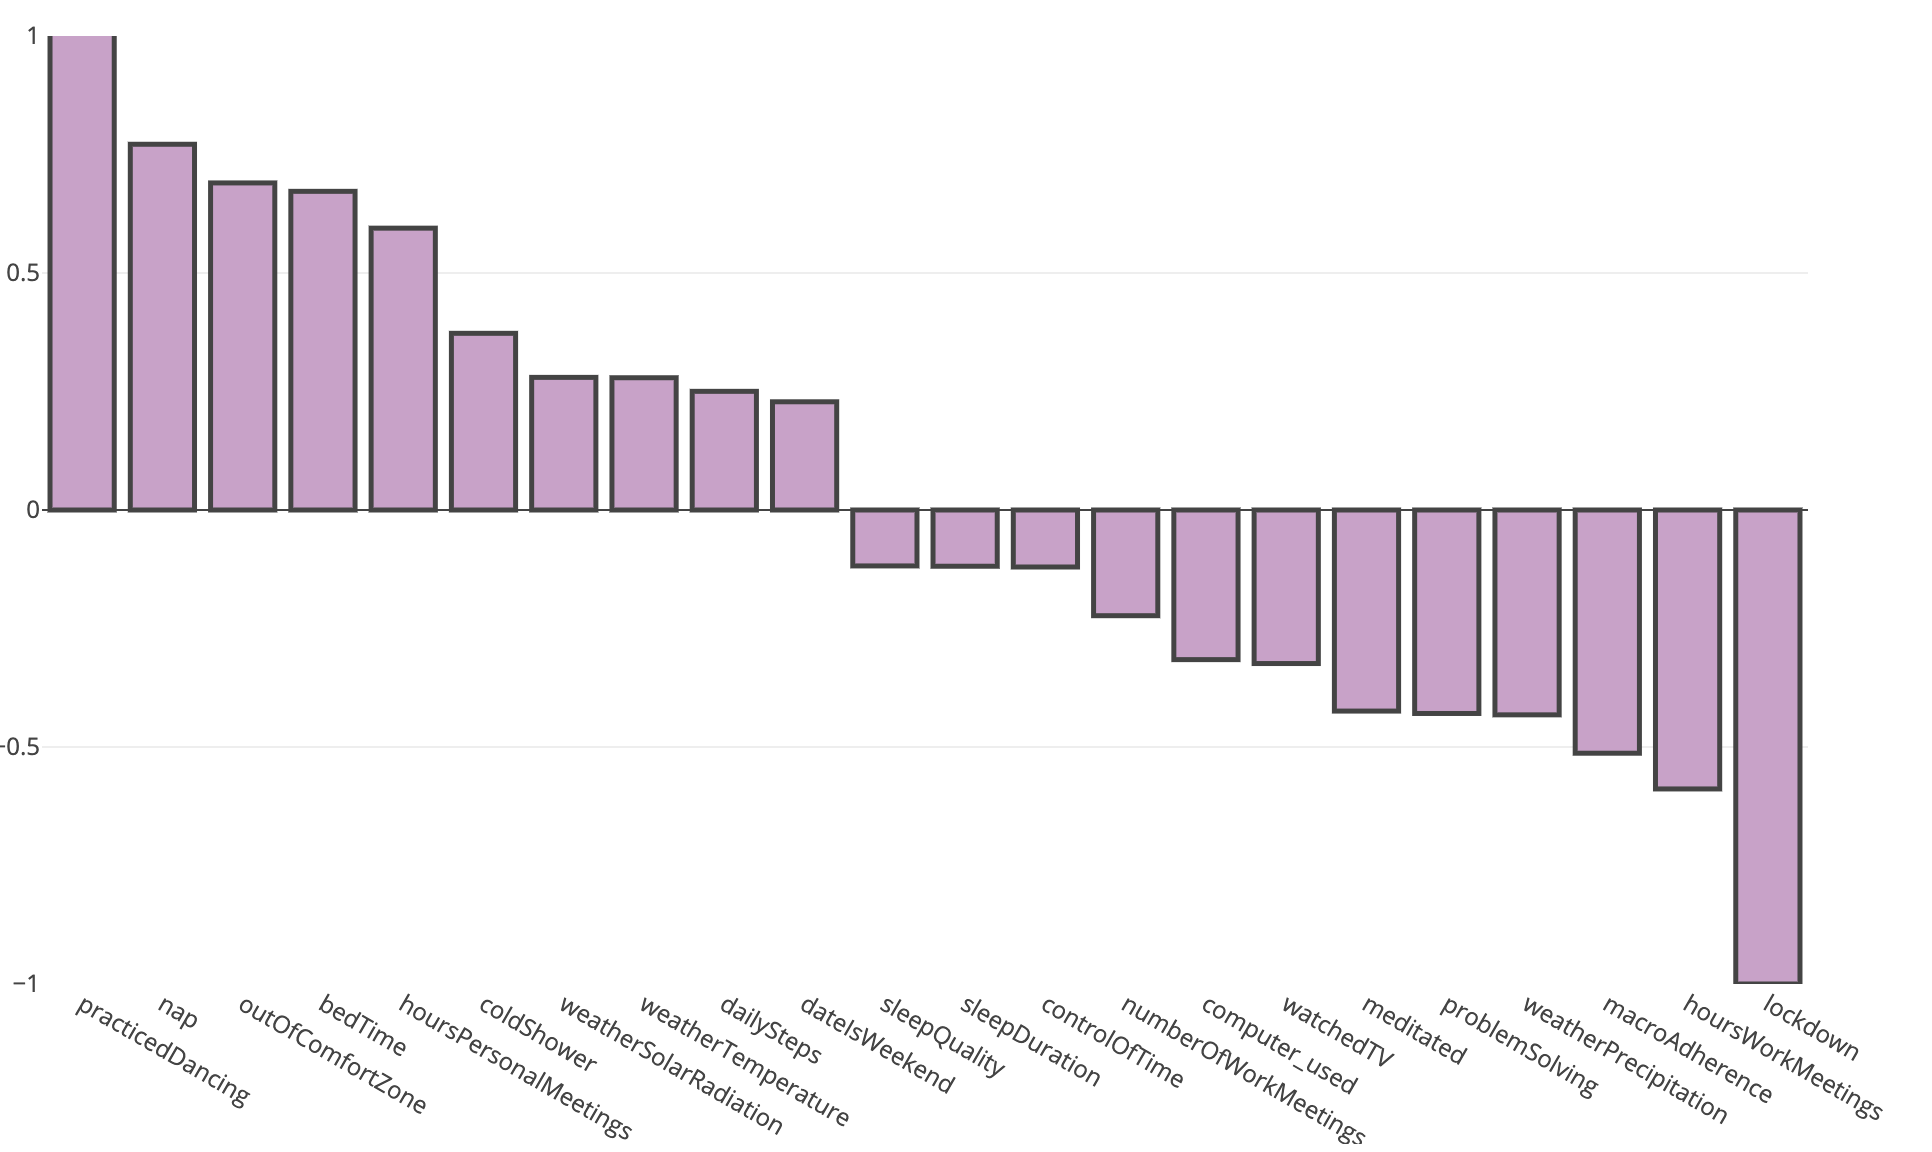 1
0.5
0
−0.5
−1
practicedDancing
nap
outOfComfortZone
bedTime
hoursPersonalMeetings
coldShower
weatherSolarRadiation
weatherTemperature
dailySteps
dateIsWeekend
sleepQuality
sleepDuration
controlOfTime
numberOfWorkMeetings
computer_used
watchedTV
meditated
problemSolving
weatherPrecipitation
macroAdherence
hoursWorkMeetings
lockdown